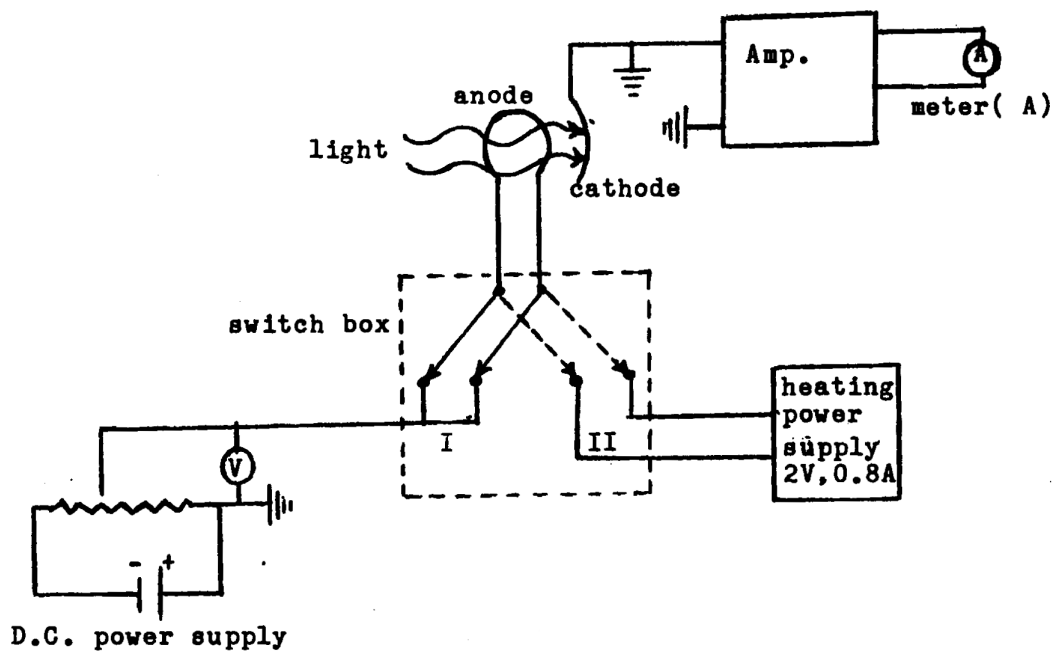 Amp.
A
meter( A)
anode
light
cathode
switch box
I
II
heating
power
supply
2V,0.8A
V
- +
D.C. power supply